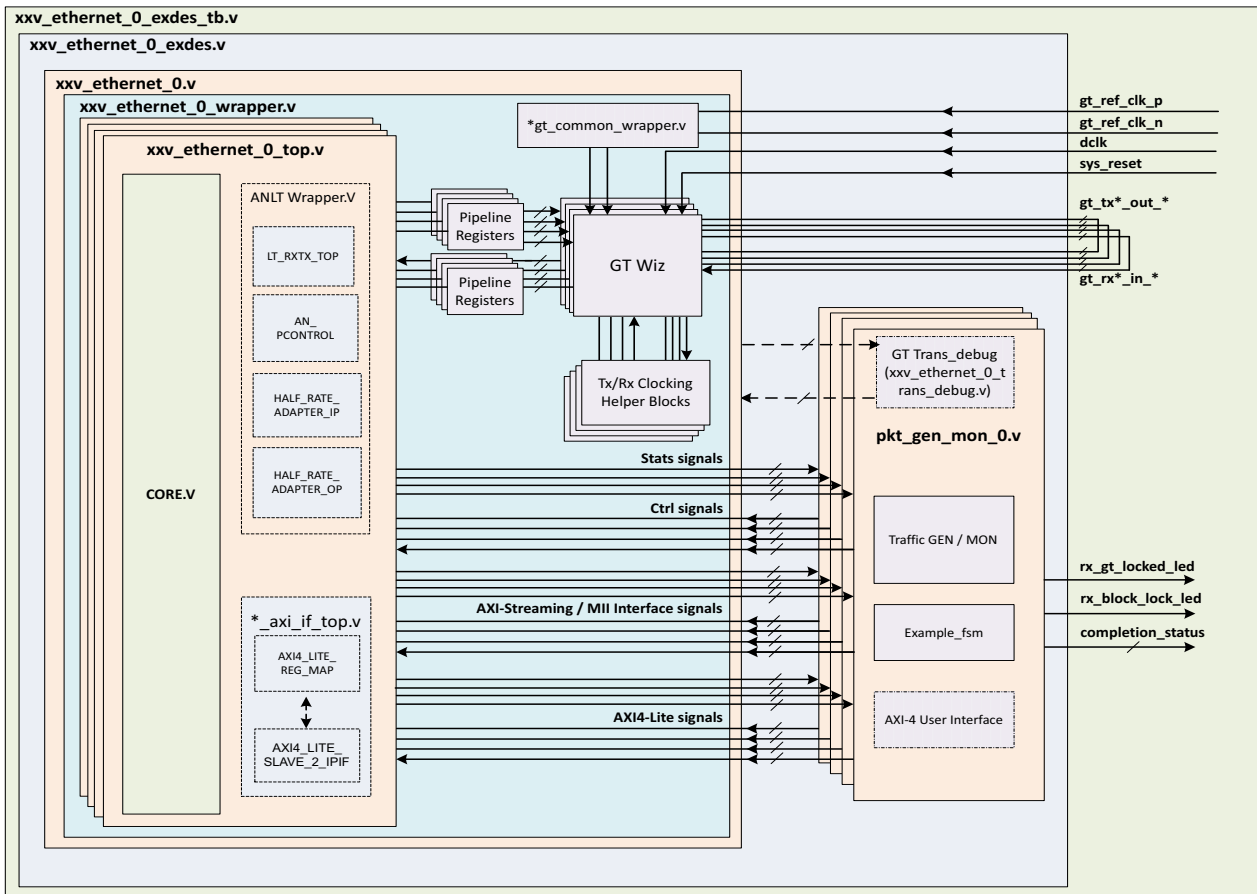 xxv_ethernet_0_exdes_tb.v
xxv_ethernet_0_exdes.v
xxv_ethernet_0.v
xxv_ethernet_0_wrapper.v
xxv_ethernet_0_top.v
CORE.V
ANLT Wrapper.V
LT_RXTX_TOP
AN_
PCONTROL
HALF_RATE_
ADAPTER_IP
HALF_RATE_
ADAPTER_OP
*_axi_if_top.v
AXI4_LITE_
REG_MAP
AXI4_LITE_
SLAVE_2_IPIF
*gt_common_wrapper.v
Pipeline
Registers
Pipeline
Registers
GT Wiz
Tx/Rx Clocking
Helper Blocks
Stats signals
Ctrl signals
AXI-Streaming / MII Interface signals
AXI4-Lite signals
gt_ref_clk_p
gt_ref_clk_n
dclk
sys_reset
gt_tx*_out_*
gt_rx*_in_*
GT Trans_debug
(xxv_ethernet_0_t
rans_debug.v)
pkt_gen_mon_0.v
Traffic GEN / MON
Example_fsm
AXI-4 User Interface
rx_gt_locked_led
rx_block_lock_led
completion_status